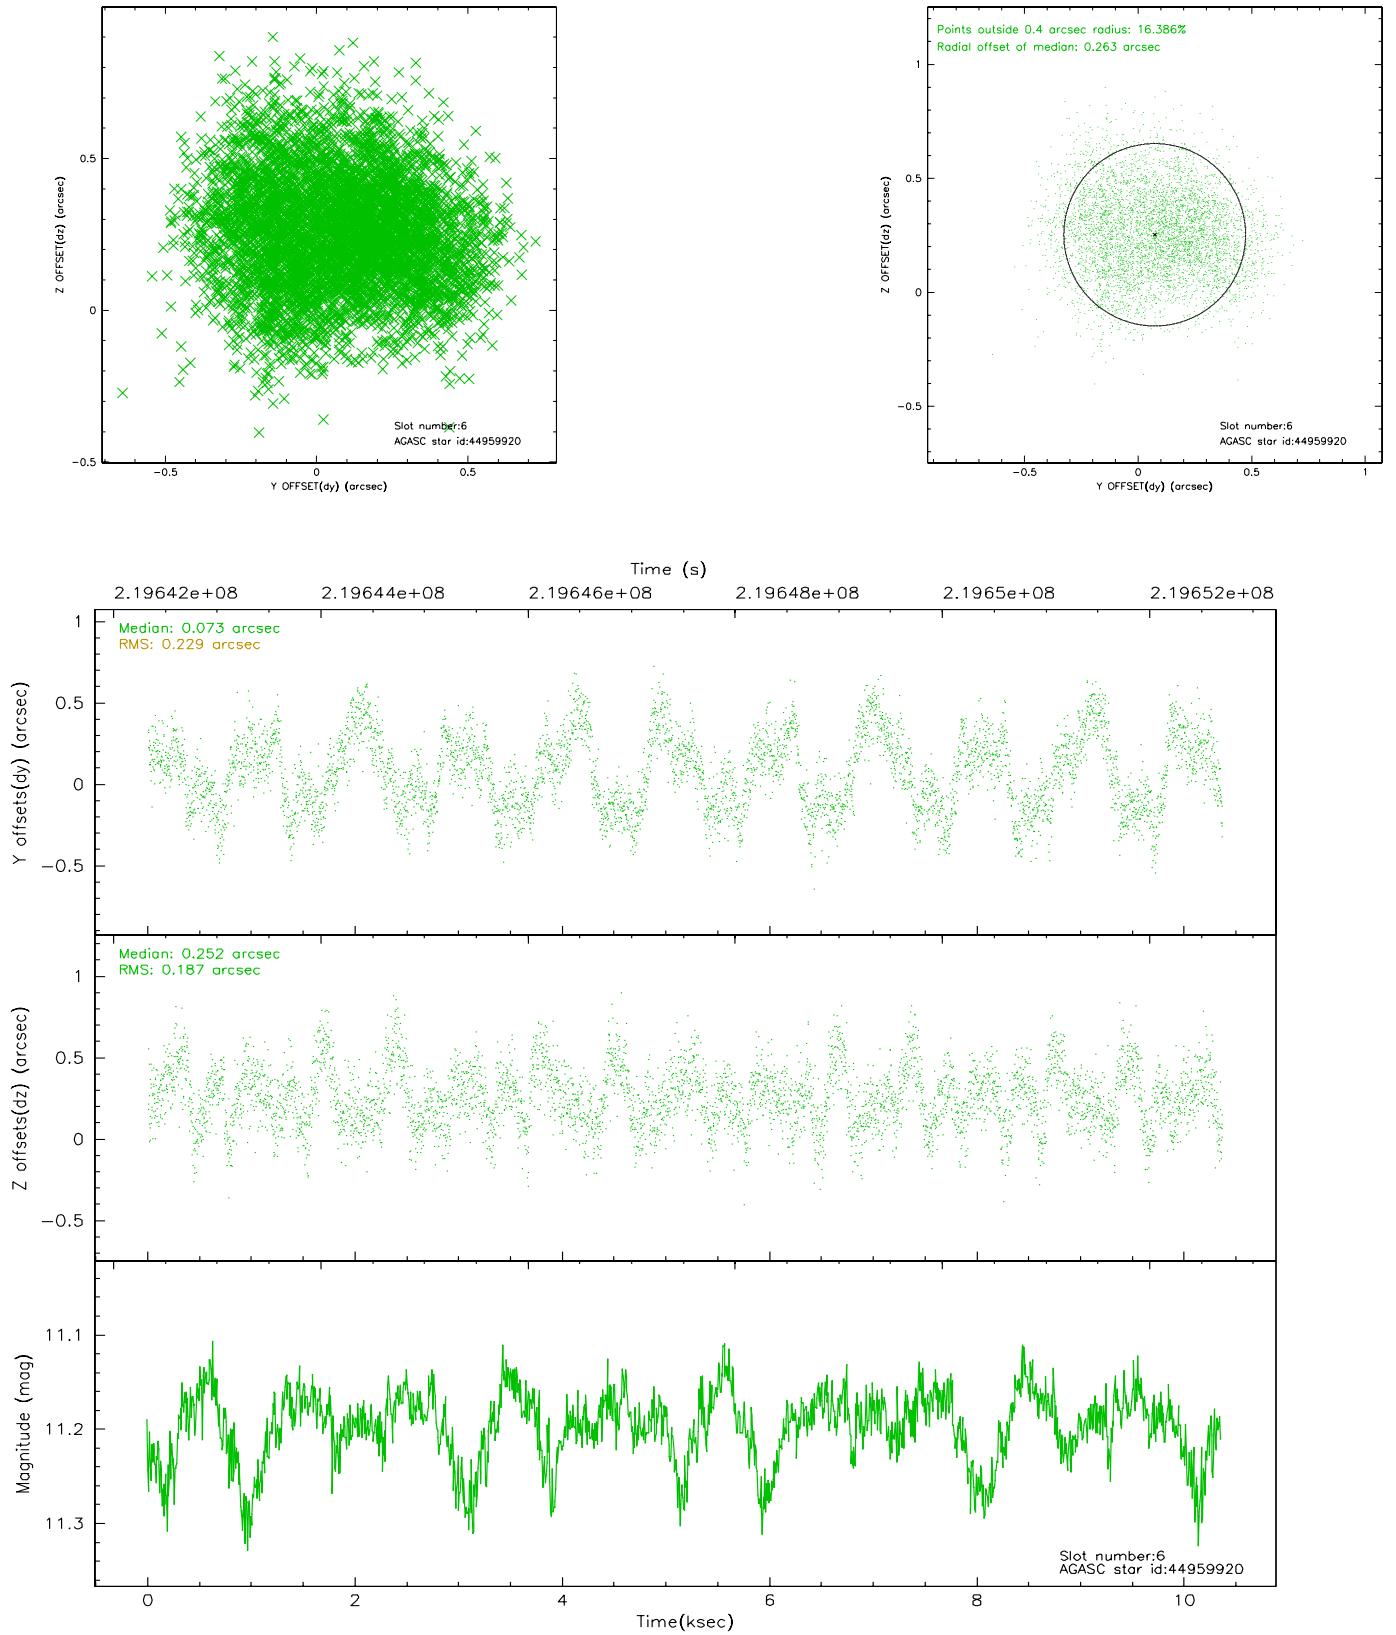 0.5
0
−0.5
Z OFFSET(dz) (arcsec)
Slot number:6
AGASC star id:44959920
−0.5
0
0.5
Y OFFSET(dy) (arcsec)
Points outside 0.4 arcsec radius: 16.386%
Radial offset of median: 0.263 arcsec
1
0.5
0
−0.5
Z OFFSET(dz) (arcsec)
Slot number:6
AGASC star id:44959920
−0.5
0
0.5
1
Y OFFSET(dy) (arcsec)
Time (s)
2.19642e+08
2.19644e+08
2.19646e+08
2.19648e+08
2.1965e+08
2.19652e+08
Median: 0.073 arcsec
RMS: 0.229 arcsec
1
0.5
0
−0.5
Y offsets(dy) (arcsec)
Median: 0.252 arcsec
RMS: 0.187 arcsec
1
0.5
0
−0.5
Z offsets(dz) (arcsec)
11.1
11.2
11.3
Magnitude (mag)
Slot number:6
AGASC star id:44959920
0
2
4
6
8
10
Time(ksec)